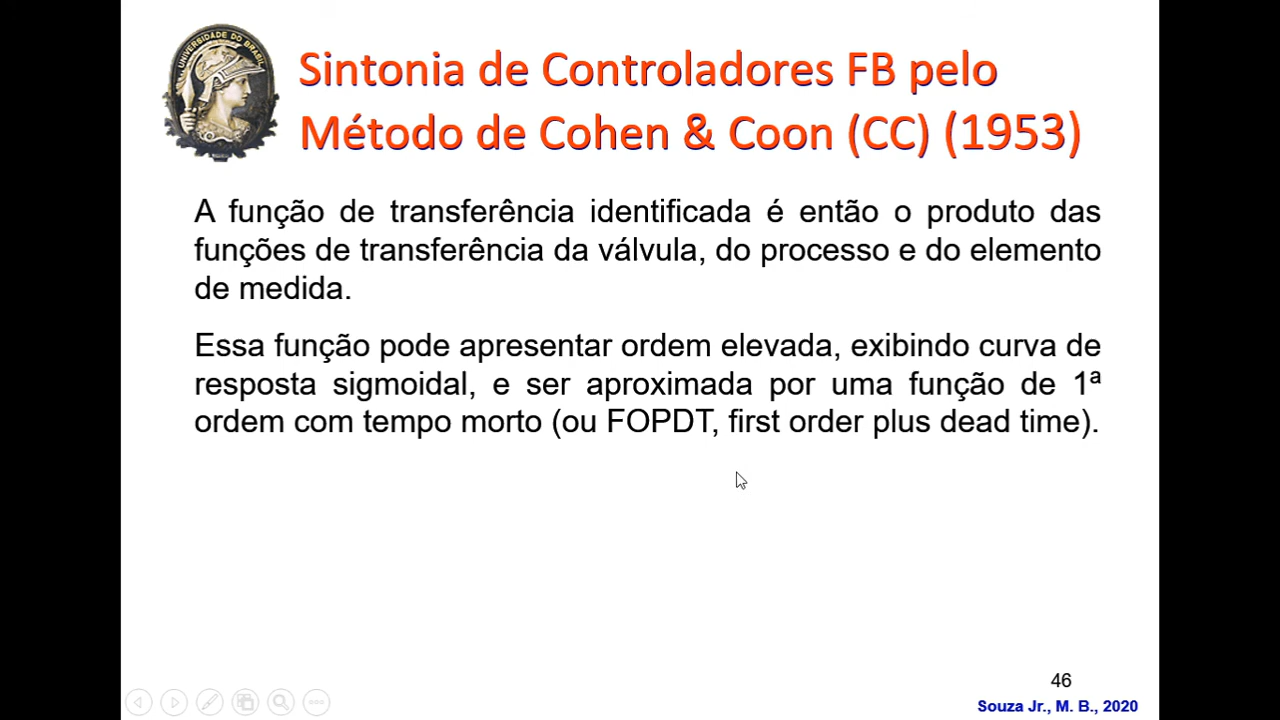 UNIVERSIDADE DO BRASIL
Sintonia de Controladores FB pelo
Método de Cohen & Coon (CC) (1953)
A função de transferência identificada é então o produto das
funções de transferência da válvula, do processo e do elemento
de medida.
Essa função pode apresentar ordem elevada, exibindo curva de
resposta sigmoidal, e ser aproximada por uma função de 1ª
ordem com tempo morto (ou FOPDT, first order plus dead time).
46
Souza Jr., M. B., 2020